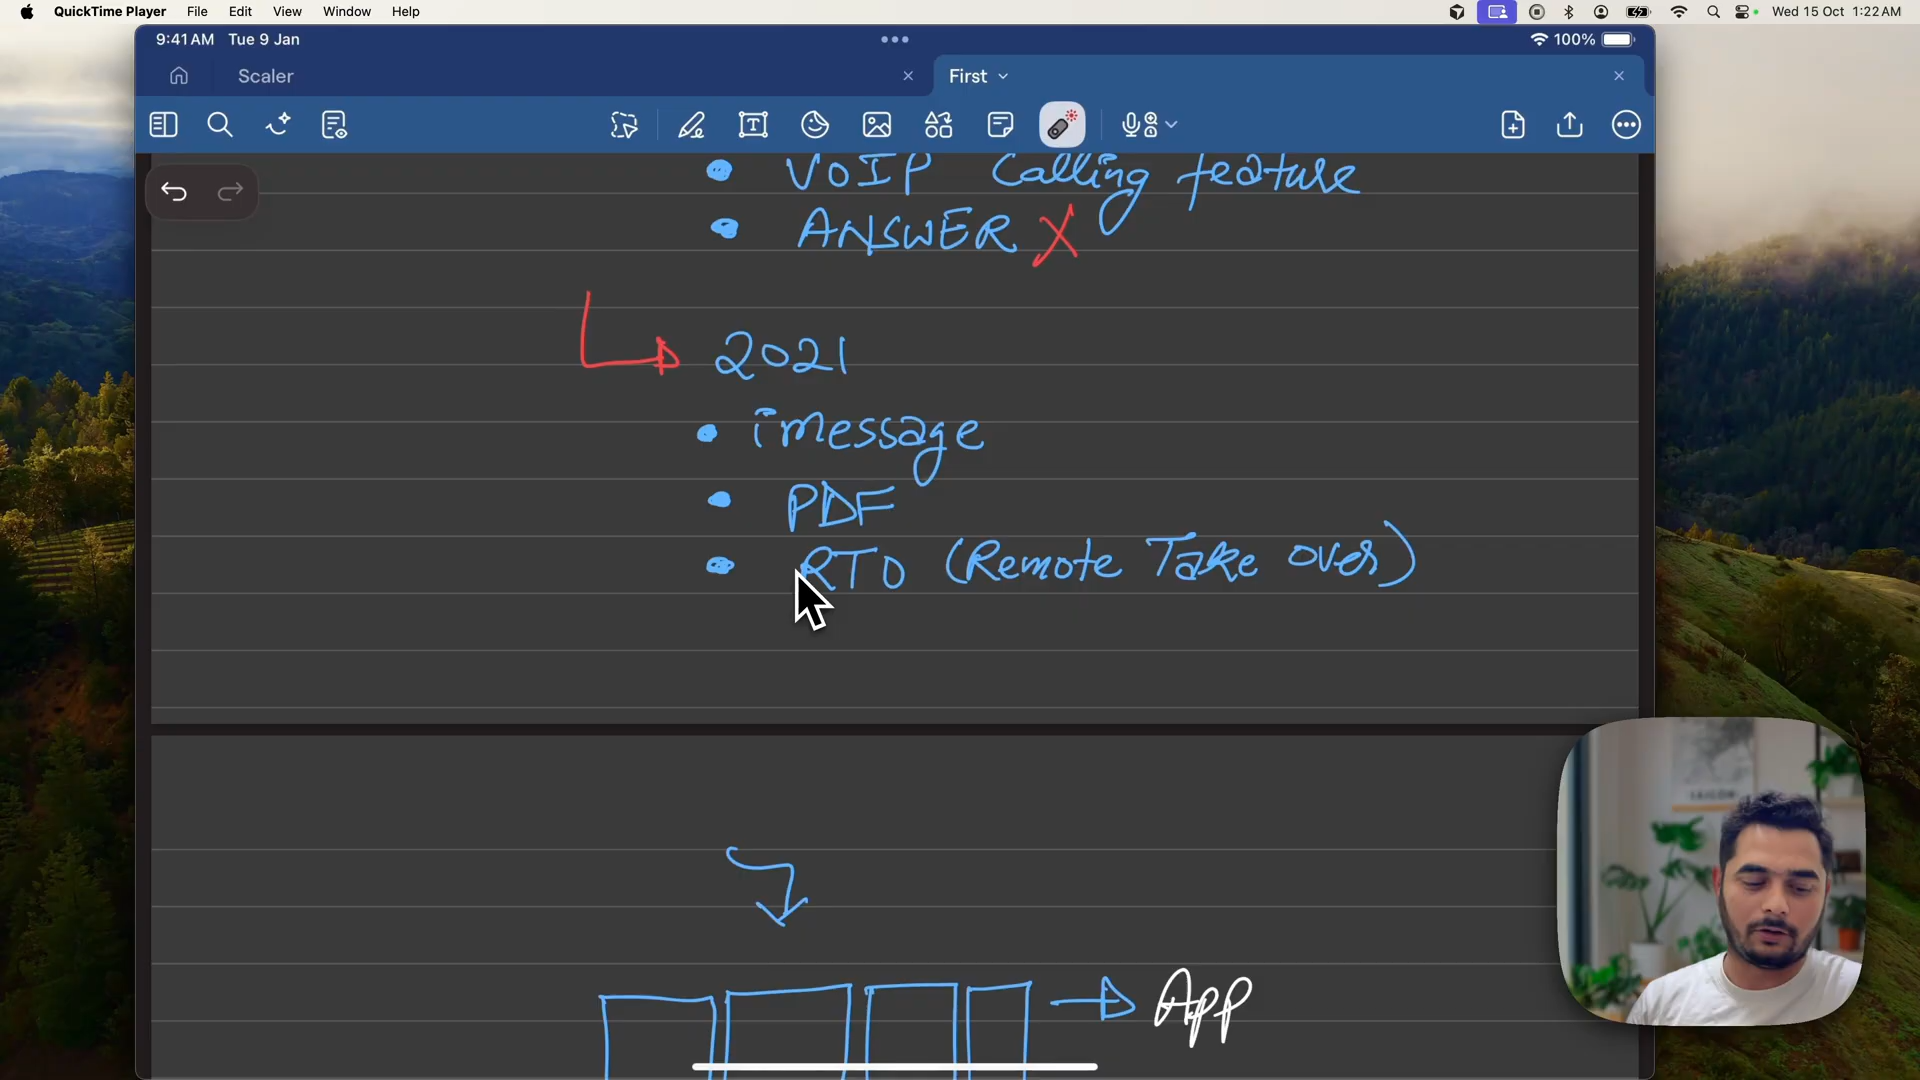 QuickTime Player File Edit View Window Help Wed 15 Oct 1:22 AM
9:41 AM Tue 9 Jan 100%
Scaler First
VOIP Calling feature
ANSWER X
2021
imessage
PDF
RTO (Remote Take over)
App